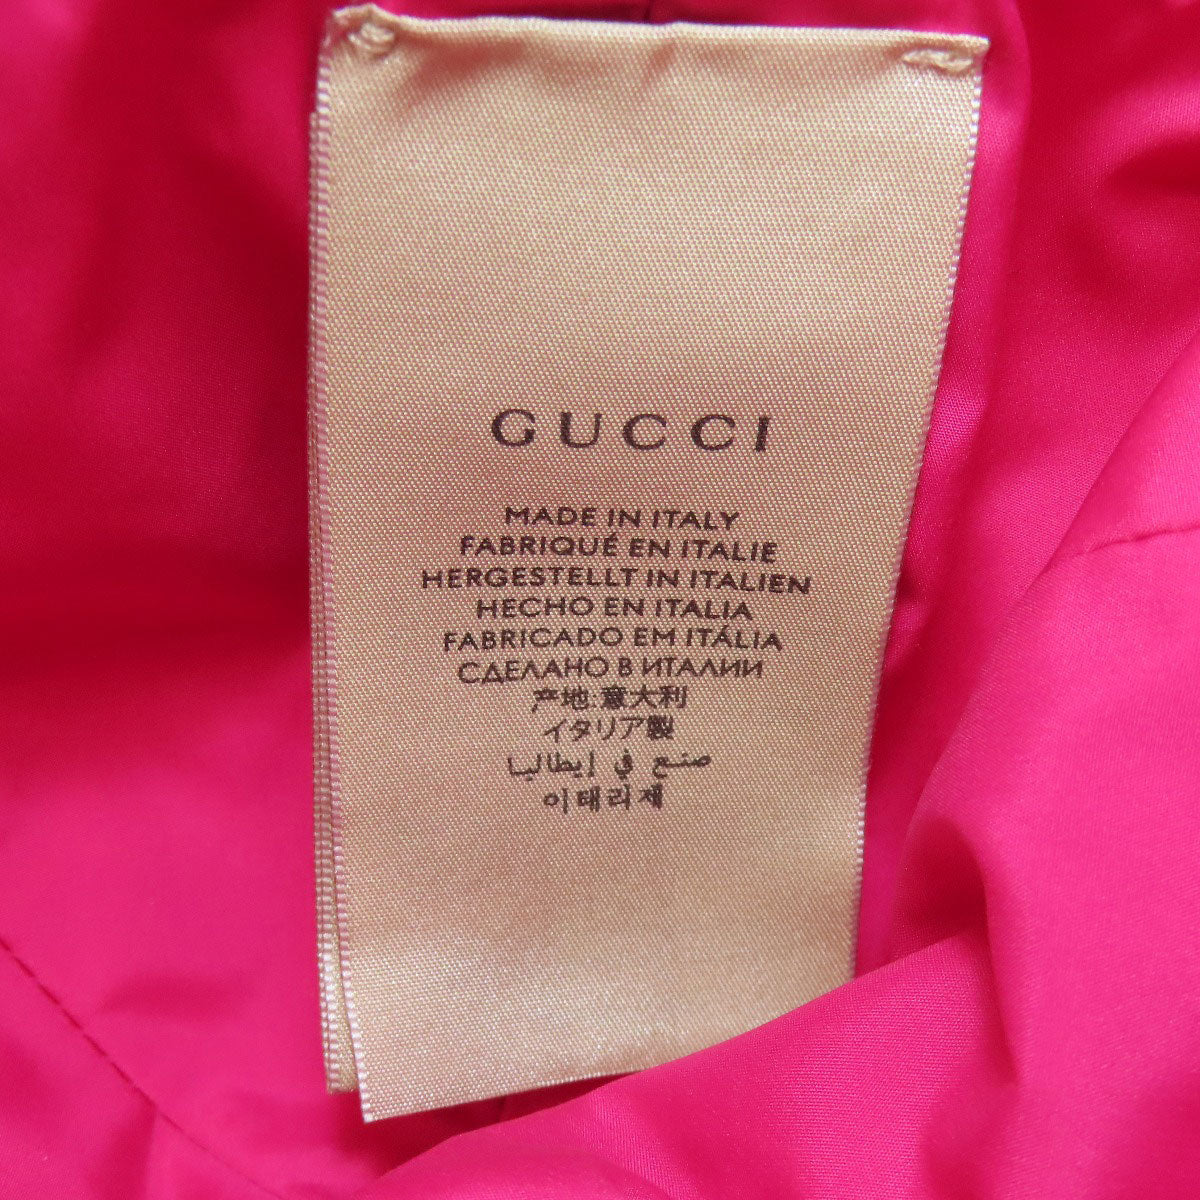 GUCCI
MADE IN ITALY
FABRIQUÉ EN ITALIE
HERGESTELLT IN ITALIEN
HECHO EN ITALIA
FABRICADO EM ITÁLIA
СДЕЛАНО В ИТАЛИИ
产地:意大利
イタリア製
صنع في إيطاليا
이태리제